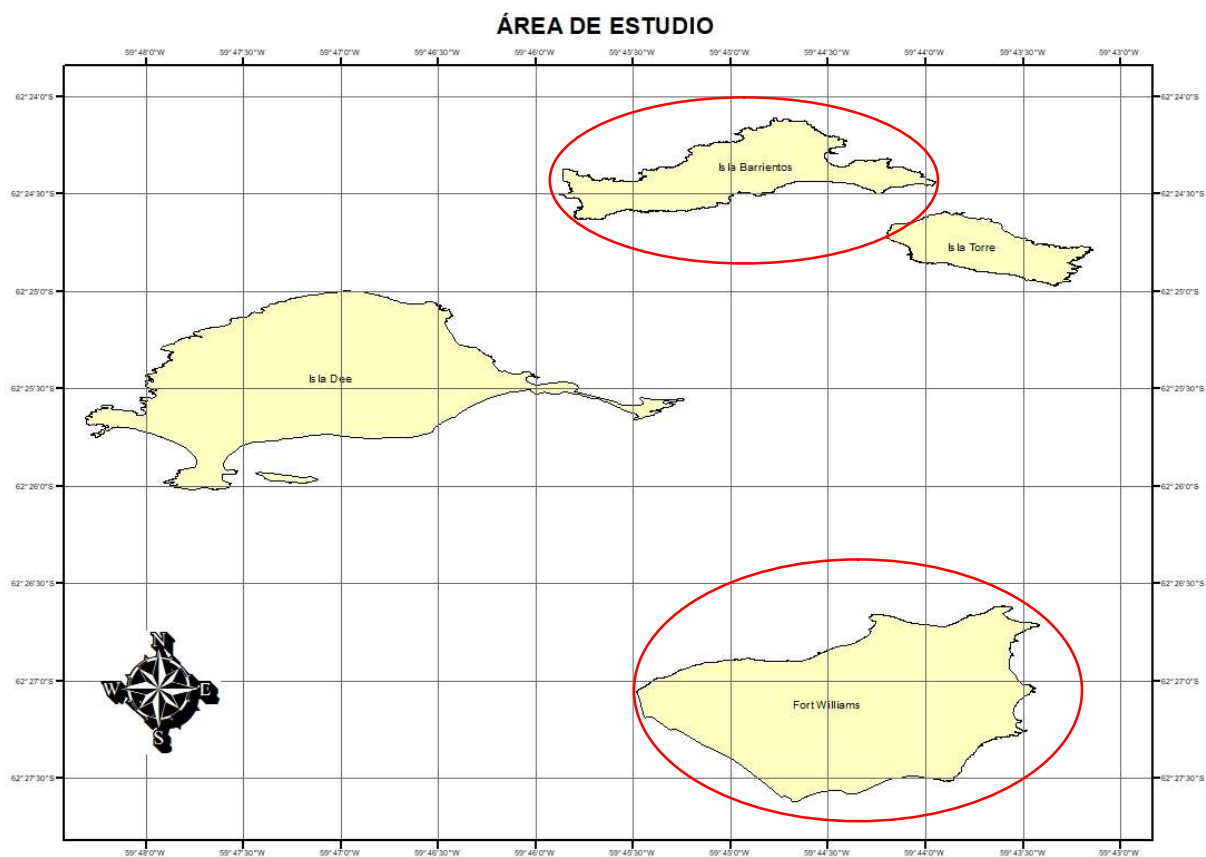 ÁREA DE ESTUDIO
59°48'0"W 59°47'30"W 59°47'0"W 59°46'30"W 59°46'0"W 59°45'30"W 59°45'0"W 59°44'30"W 59°44'0"W 59°43'30"W 59°43'0"W
62°24'0"S 62°24'0"S
Isla Barrientos
62°24'30"S 62°24'30"S
Isla Torre
62°25'0"S 62°25'0"S
Isla Dee
62°25'30"S 62°25'30"S
62°26'0"S 62°26'0"S
62°26'30"S 62°26'30"S
N
62°27'0"S 62°27'0"S
W E
Fort Williams
S
62°27'30"S 62°27'30"S
59°48'0"W 59°47'30"W 59°47'0"W 59°46'30"W 59°46'0"W 59°45'30"W 59°45'0"W 59°44'30"W 59°44'0"W 59°43'30"W 59°43'0"W